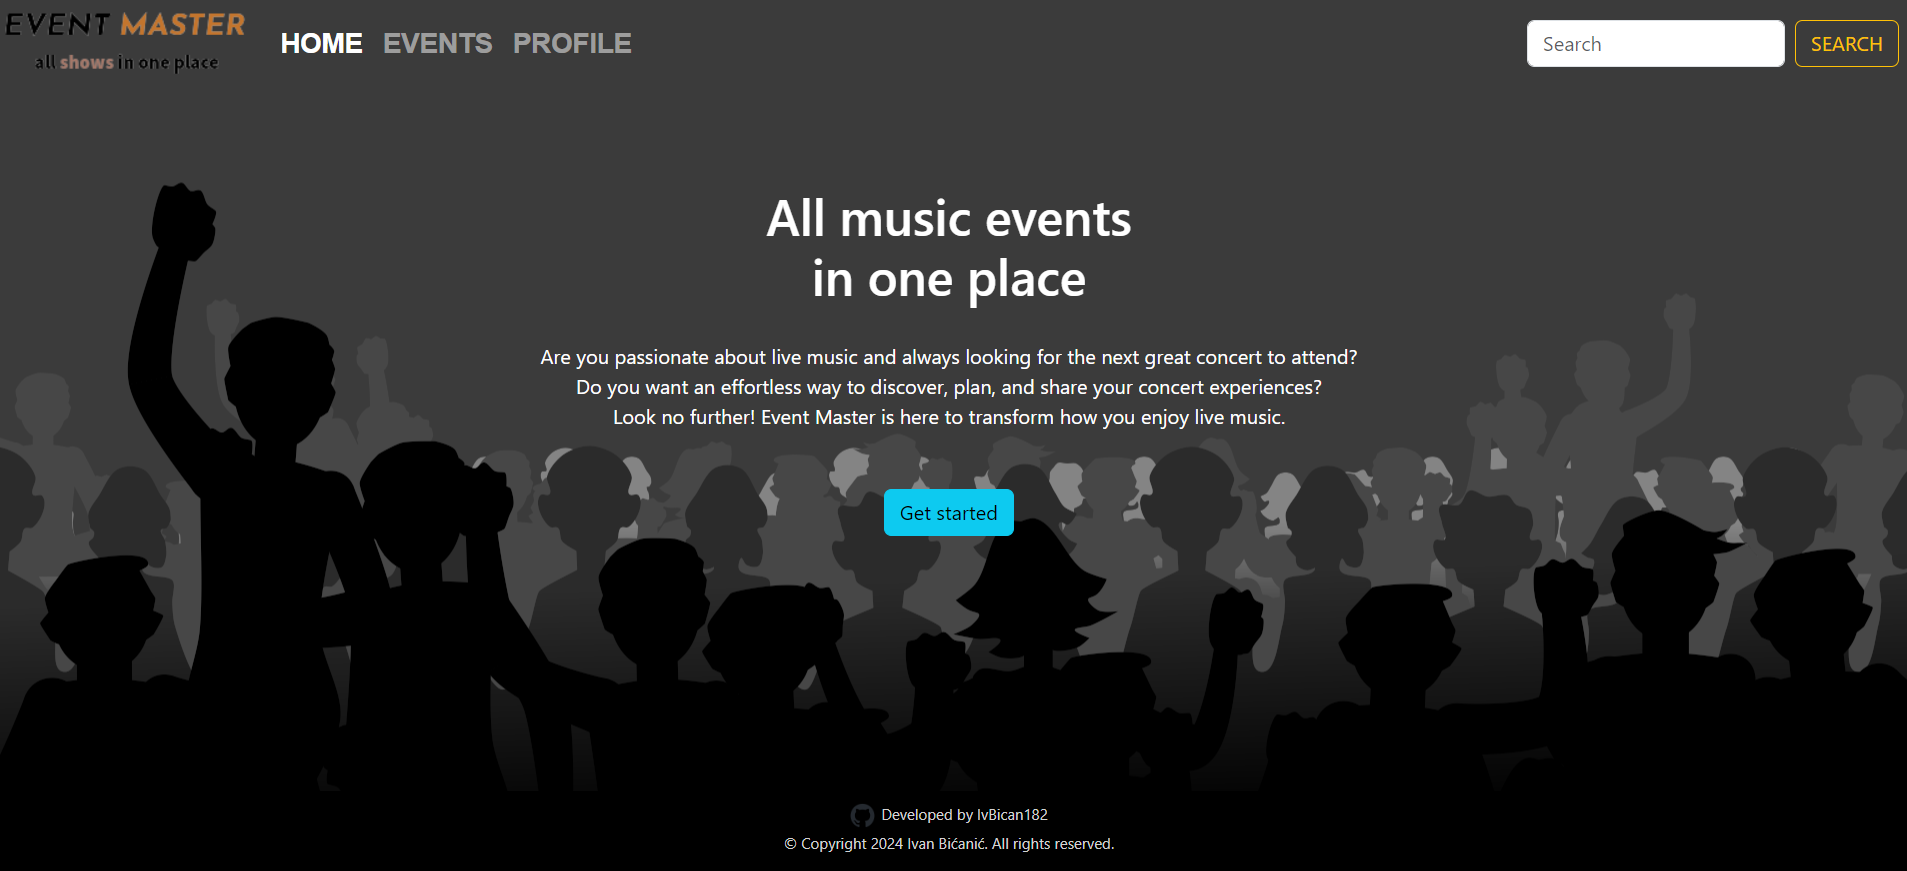 EVENT MASTER
all shows in one place
HOME EVENTS PROFILE
Search
SEARCH
All music events
in one place
Are you passionate about live music and always looking for the next great concert to attend?
Do you want an effortless way to discover, plan, and share your concert experiences?
Look no further! Event Master is here to transform how you enjoy live music.
Get started
Developed by IvBican182
© Copyright 2024 Ivan Bićanić. All rights reserved.